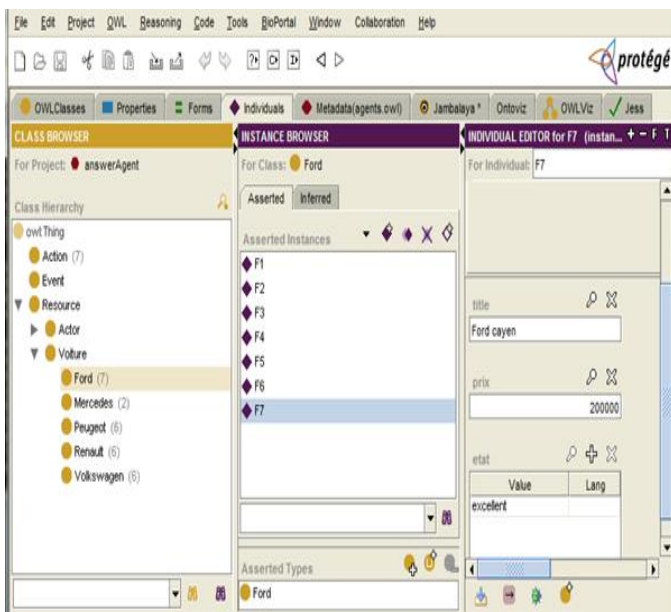 File Edit Project OWL Reasoning Code Tools BioPortal Window Collaboration Help
protégé
OWLClasses Properties Forms Individuals Metadata(agents.owl) Jambalaya * Ontoviz OWLViz Jess
CLASS BROWSER
For Project: answerAgent
Class Hierarchy
owl:Thing
Action (7)
Event
Resource
Actor
Voiture
Ford (7)
Mercedes (2)
Peugeot (6)
Renault (6)
Volkswagen (6)
INSTANCE BROWSER
For Class: Ford
Asserted Inferred
Asserted Instances
F1
F2
F3
F4
F5
F6
F7
Asserted Types
Ford
INDIVIDUAL EDITOR for F7 (instan... + - F T
For Individual: F7
title
Ford cayen
prix
200000
etat
Value Lang
excellent